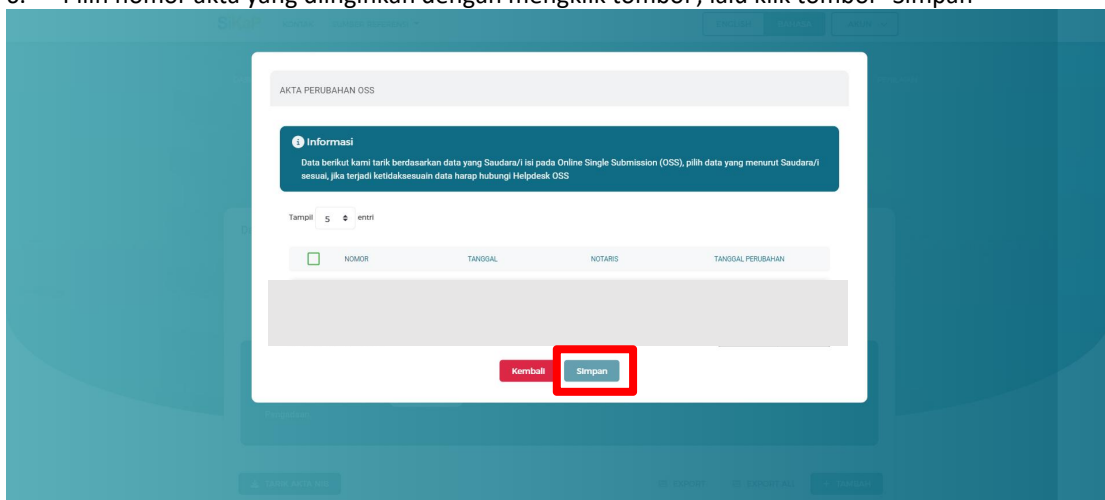 Pilih nomor akta yang diinginkan dengan mengklik tombol , lalu klik tombol "Simpan"
AKTA PERUBAHAN OSS
Informasi
Data berikut kami tarik berdasarkan data yang Saudara/i isi pada Online Single Submission (OSS), pilih data yang menurut Saudara/i
sesuai, jika terjadi ketidaksesuain data harap hubungi Helpdesk OSS
Tampil 5 entri
NOMOR TANGGAL NOTARIS TANGGAL PERUBAHAN
Kembali Simpan